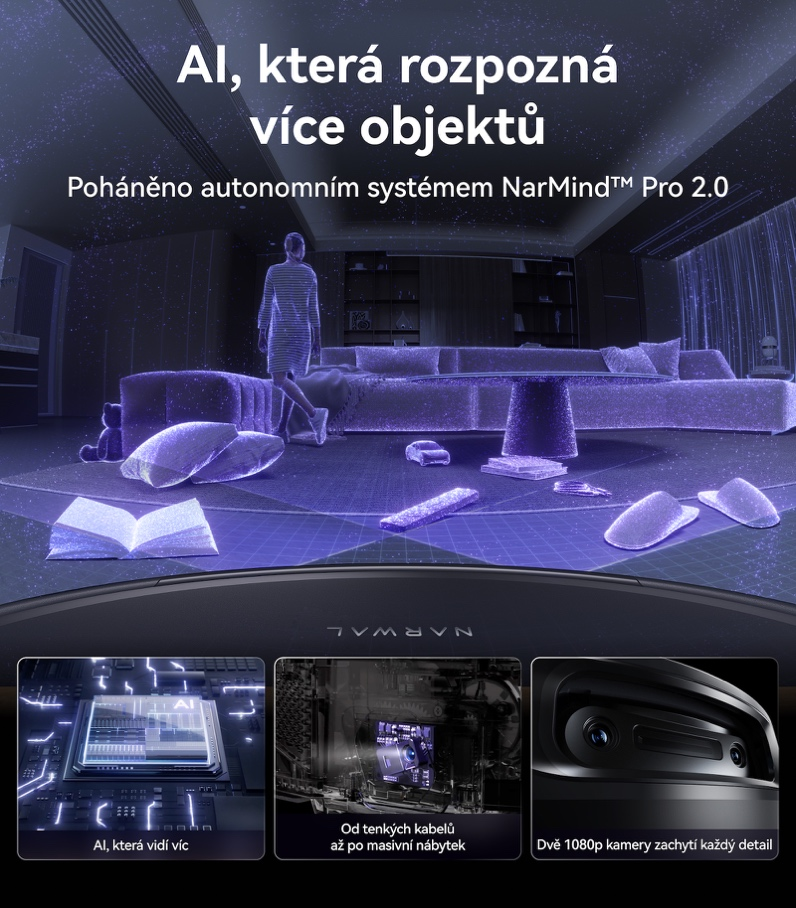 AI, která rozpozná
více objektů
Poháněno autonomním systémem NarMind™ Pro 2.0
NARWAL
AI
AI, která vidí víc
Od tenkých kabelů
až po masivní nábytek
Dvě 1080p kamery zachytí každý detail